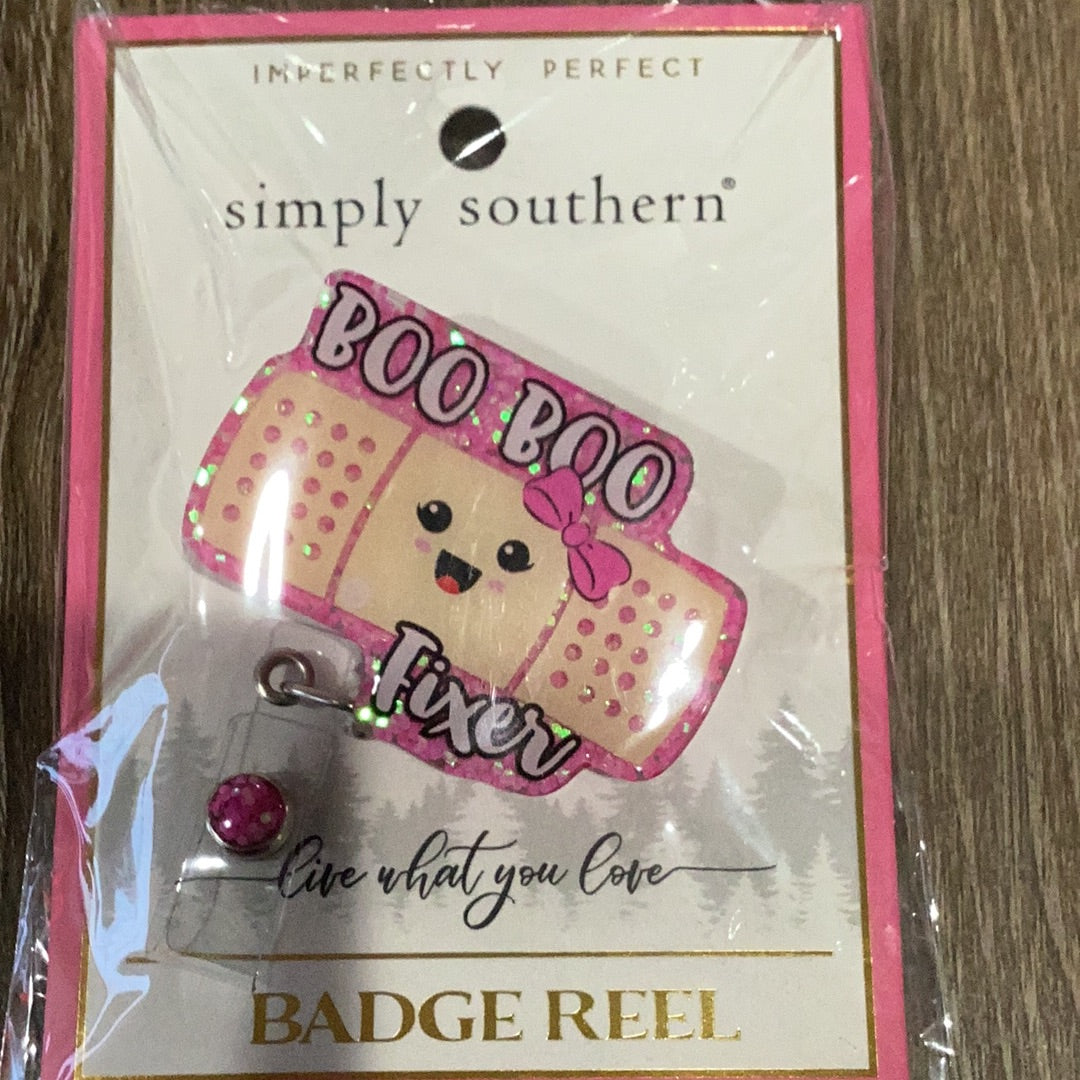 IMPERFECTLY PERFECT
simply southern®
BOO BOO
Fixer
live what you love
BADGE REEL